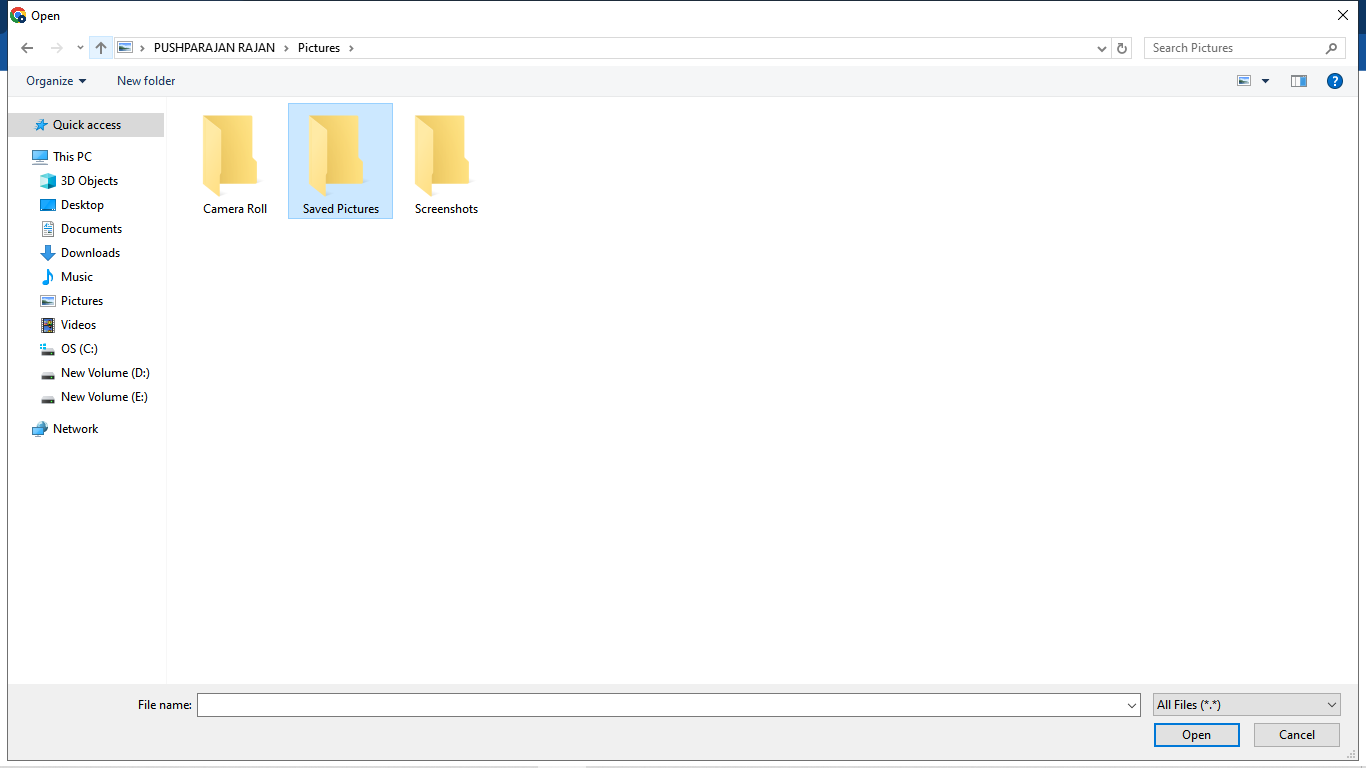 Open
PUSHPARAJAN RAJAN
Pictures
Search Pictures
Organize
New folder
?
Quick access
This PC
3D Objects
Desktop
Documents
Downloads
Music
Pictures
Videos
OS (C:)
New Volume (D:)
New Volume (E:)
Network
Camera Roll
Saved Pictures
Screenshots
File name:
All Files (*.*)
Open
Cancel